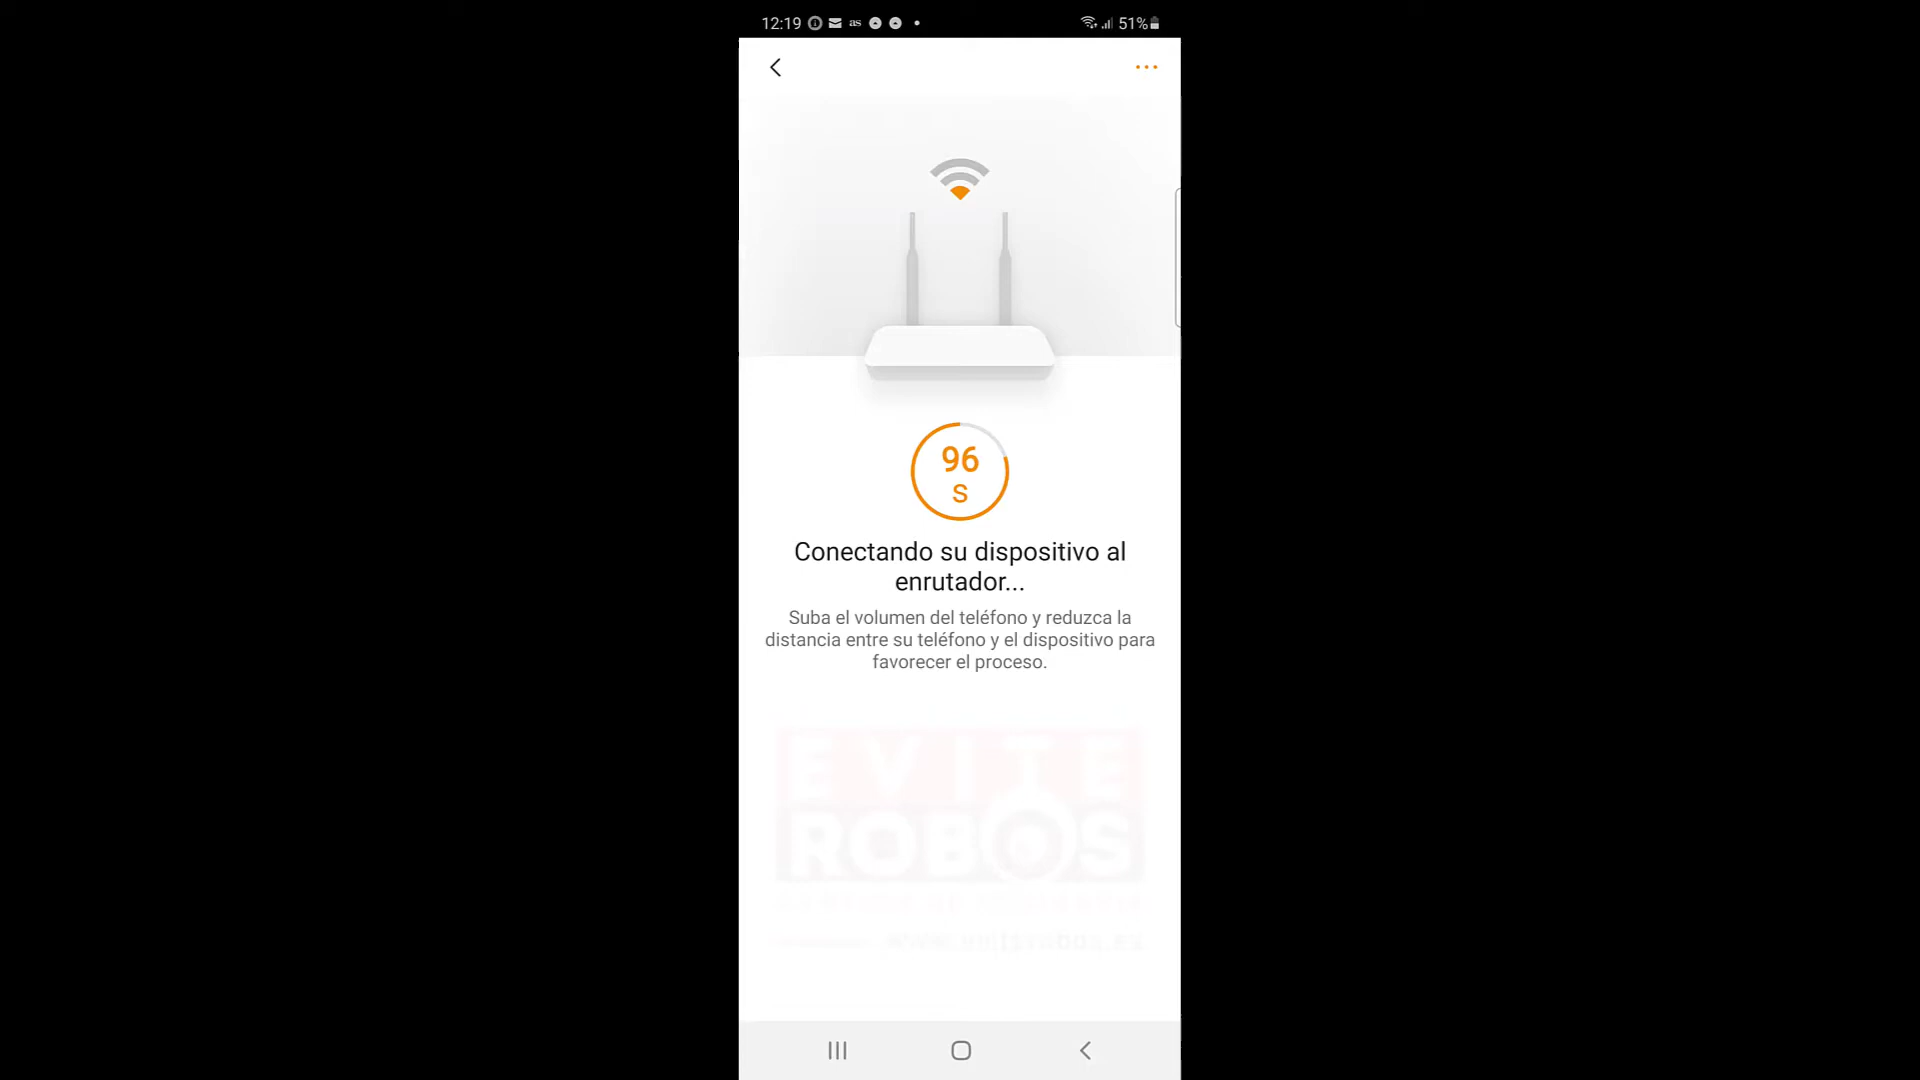 12:19 as 51%
96
S
Conectando su dispositivo al
enrutador...
Suba el volumen del teléfono y reduzca la
distancia entre su teléfono y el dispositivo para
favorecer el proceso.
EVITE
ROBOS